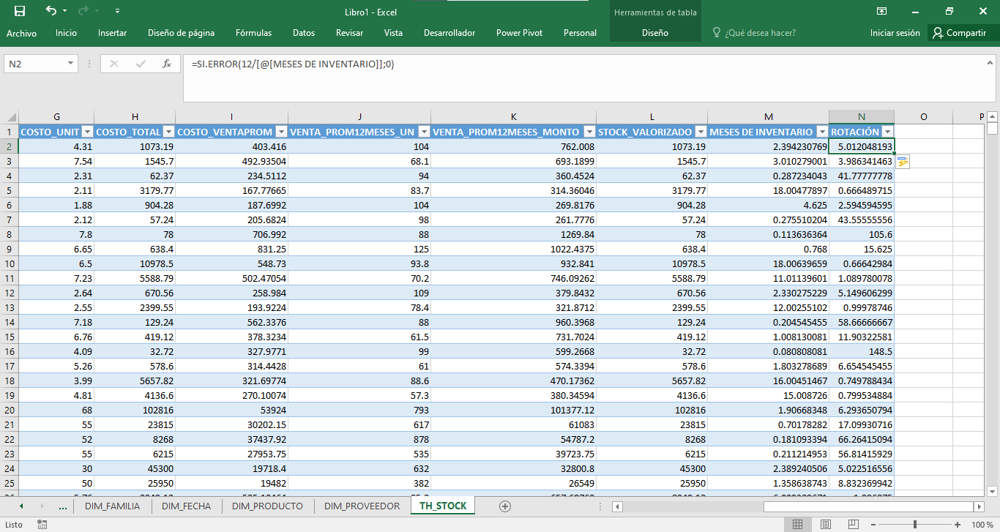 Libro1 - Excel
Herramientas de tabla
Archivo Inicio Insertar Diseño de página Fórmulas Datos Revisar Vista Desarrollador Power Pivot Personal Diseño ¿Qué desea hacer? Iniciar sesión Compartir
N2 fx =SI.ERROR(12/[@[MESES DE INVENTARIO]];0)
G H I J K L M N O P
1 COSTO_UNIT COSTO_TOTAL COSTO_VENTAPROM VENTA_PROM12MESES_UN VENTA_PROM12MESES_MONTO STOCK_VALORIZADO MESES DE INVENTARIO ROTACIÓN
2 4.31 1073.19 403.416 104 762.008 1073.19 2.394230769 5.012048193
3 7.54 1545.7 492.93504 68.1 693.1899 1545.7 3.010279001 3.986341463
4 2.31 62.37 234.5112 94 360.4524 62.37 0.287234043 41.77777778
5 2.11 3179.77 167.77665 83.7 314.36046 3179.77 18.00477897 0.666489715
6 1.88 904.28 187.6992 104 269.8176 904.28 4.625 2.594594595
7 2.12 57.24 205.6824 98 261.7776 57.24 0.275510204 43.55555556
8 7.8 78 706.992 88 1269.84 78 0.113636364 105.6
9 6.65 638.4 831.25 125 1022.4375 638.4 0.768 15.625
10 6.5 10978.5 548.73 93.8 932.841 10978.5 18.00639659 0.66642984
11 7.23 5588.79 502.47054 70.2 746.09262 5588.79 11.01139601 1.089780078
12 2.64 670.56 258.984 109 379.8432 670.56 2.330275229 5.149606299
13 2.55 2399.55 193.9224 78.4 321.8712 2399.55 12.00255102 0.99978746
14 7.18 129.24 562.3376 88 960.3968 129.24 0.204545455 58.66666667
15 6.76 419.12 378.3234 61.5 731.7024 419.12 1.008130081 11.90322581
16 4.09 32.72 327.9771 99 599.2668 32.72 0.080808081 148.5
17 5.26 578.6 314.4428 61 574.3394 578.6 1.803278689 6.654545455
18 3.99 5657.82 321.69774 88.6 470.17362 5657.82 16.00451467 0.749788434
19 4.81 4136.6 270.10074 57.3 380.34594 4136.6 15.008726 0.799534884
20 68 102816 53924 793 101377.12 102816 1.90668348 6.293650794
21 55 23815 30202.15 617 61083 23815 0.70178282 17.09930716
22 52 8268 37437.92 878 54787.2 8268 0.181093394 66.26415094
23 55 6215 27953.75 535 39723.75 6215 0.211214953 56.81415929
24 30 45300 19718.4 632 32800.8 45300 2.389240506 5.022516556
25 50 25950 19482 382 26549 25950 1.358638743 8.832369942
... DIM_FAMILIA DIM_FECHA DIM_PRODUCTO DIM_PROVEEDOR TH_STOCK
Listo 100 %